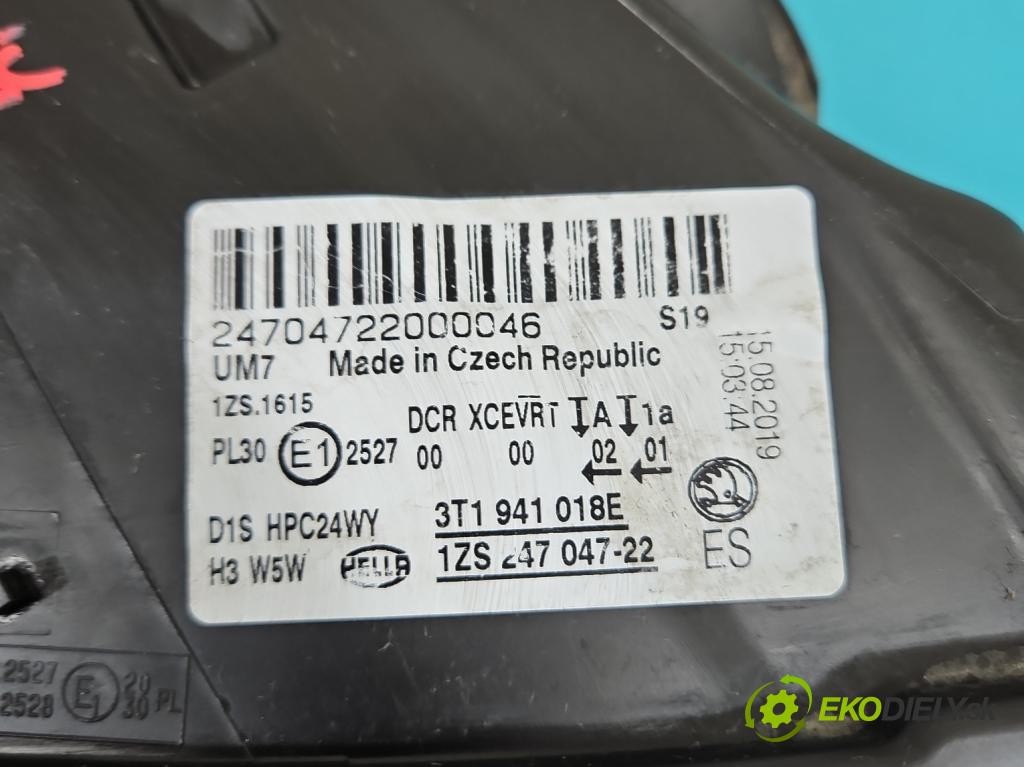 24704722000046 S19
UM7 Made in Czech Republic
15.08.2019
15:03:44
1ZS.1615
DCR XCEVRT A 1a
PL30 E1 2527 00 00 02 01
D1S HPC24WY 3T1 941 018E
H3 W5W HELLA 1ZS 247 047-22
ES
2527
2528 E1 30 PL
EKODIELY.sk